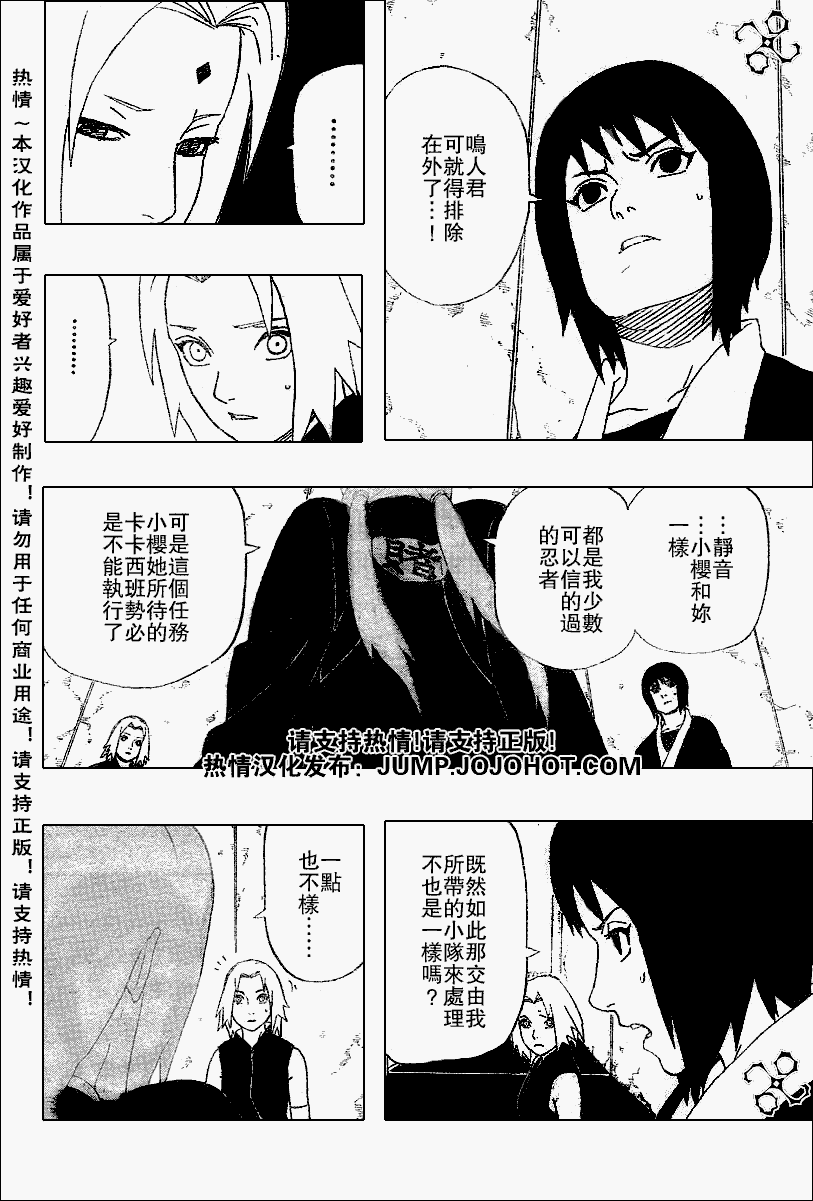 鳴人君
可就得排除
在外了…！
………
………
…靜音
…小櫻和妳
一樣
都是我少數
可以信的過
的忍者
可是這個任務
小櫻她所待的
卡卡西班勢必
是不能執行了
賭
请支持热情!请支持正版!
热情汉化发布：JUMP.JOJOHOT.COM
既然如此那交由我
所帶的小隊來處理
不也是一樣嗎？
一點
也不樣……
热情～本汉化作品属于爱好者兴趣爱好制作！请勿用于任何商业用途！请支持正版！请支持热情！